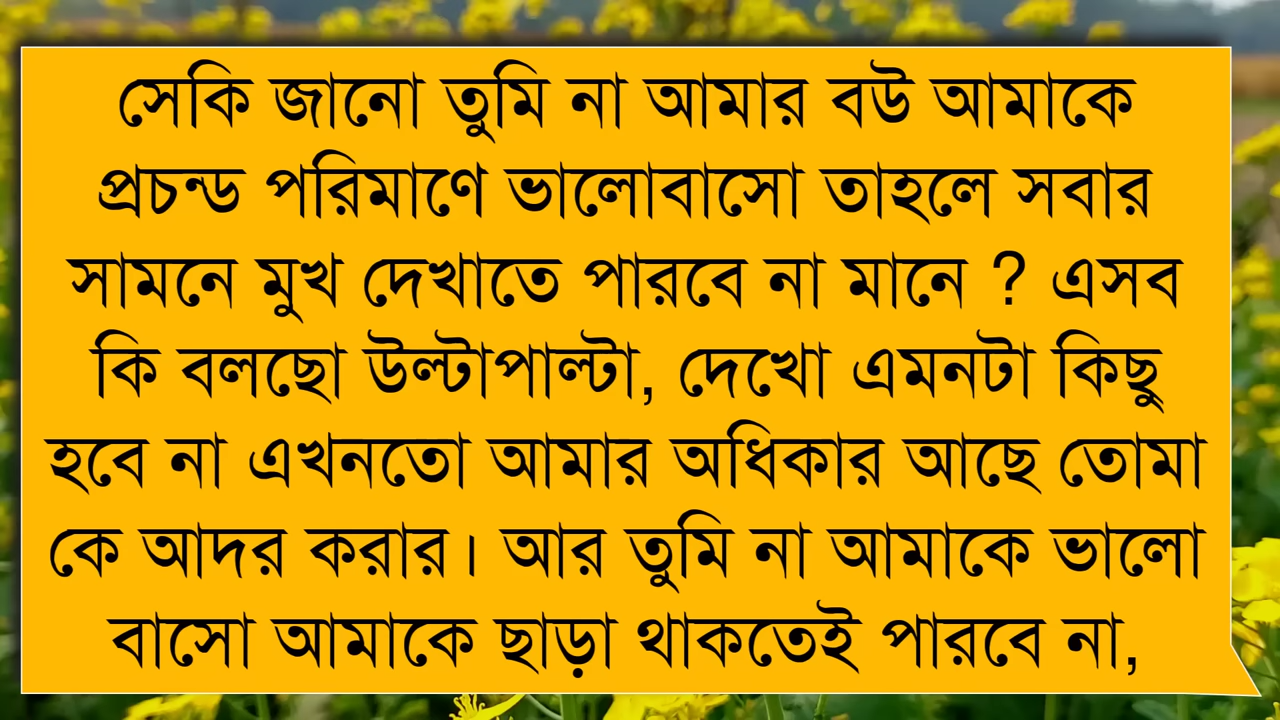 সেকি জানো তুমি না আমার বউ আমাকে
প্রচন্ড পরিমাণে ভালোবাসো তাহলে সবার
সামনে মুখ দেখাতে পারবে না মানে ? এসব
কি বলছো উল্টাপাল্টা, দেখো এমনটা কিছু
হবে না এখনতো আমার অধিকার আছে তোমা
কে আদর করার। আর তুমি না আমাকে ভালো
বাসো আমাকে ছাড়া থাকতেই পারবে না,